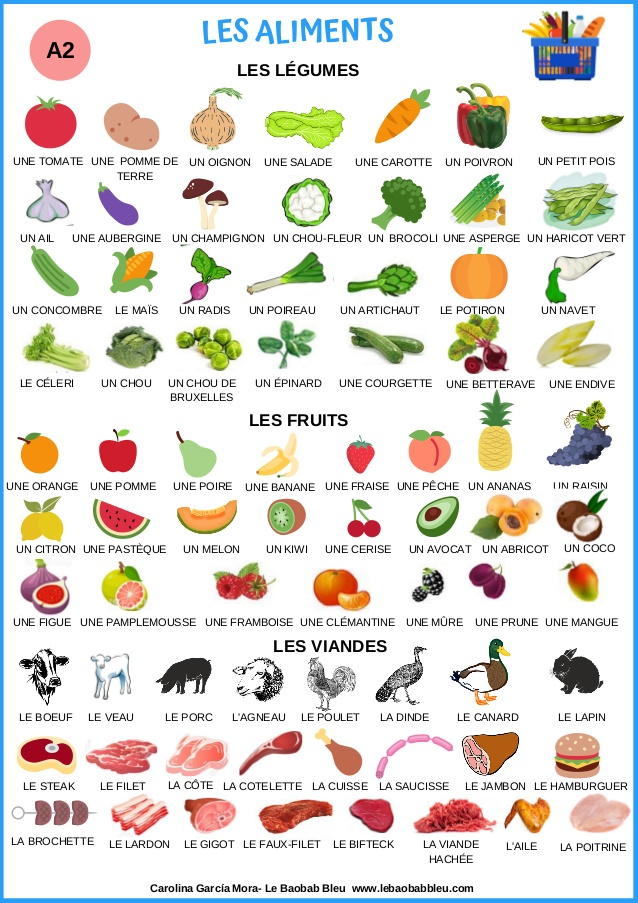 A2
LES ALIMENTS
LES LÉGUMES
UNE TOMATE UNE POMME DE TERRE UN OIGNON UNE SALADE UNE CAROTTE UN POIVRON UN PETIT POIS
UN AIL UNE AUBERGINE UN CHAMPIGNON UN CHOU-FLEUR UN BROCOLI UNE ASPERGE UN HARICOT VERT
UN CONCOMBRE LE MAÏS UN RADIS UN POIREAU UN ARTICHAUT LE POTIRON UN NAVET
LE CÉLERI UN CHOU UN CHOU DE BRUXELLES UN ÉPINARD UNE COURGETTE UNE BETTERAVE UNE ENDIVE
LES FRUITS
UNE ORANGE UNE POMME UNE POIRE UNE BANANE UNE FRAISE UNE PÊCHE UN ANANAS UN RAISIN
UN CITRON UNE PASTÈQUE UN MELON UN KIWI UNE CERISE UN AVOCAT UN ABRICOT UN COCO
UNE FIGUE UNE PAMPLEMOUSSE UNE FRAMBOISE UNE CLÉMANTINE UNE MÛRE UNE PRUNE UNE MANGUE
LES VIANDES
LE BOEUF LE VEAU LE PORC L'AGNEAU LE POULET LA DINDE LE CANARD LE LAPIN
LE STEAK LE FILET LA CÔTE LA COTELETTE LA CUISSE LA SAUCISSE LE JAMBON LE HAMBURGUER
LA BROCHETTE LE LARDON LE GIGOT LE FAUX-FILET LE BIFTECK LA VIANDE HACHÉE L'AILE LA POITRINE
Carolina García Mora- Le Baobab Bleu www.lebaobabbleu.com